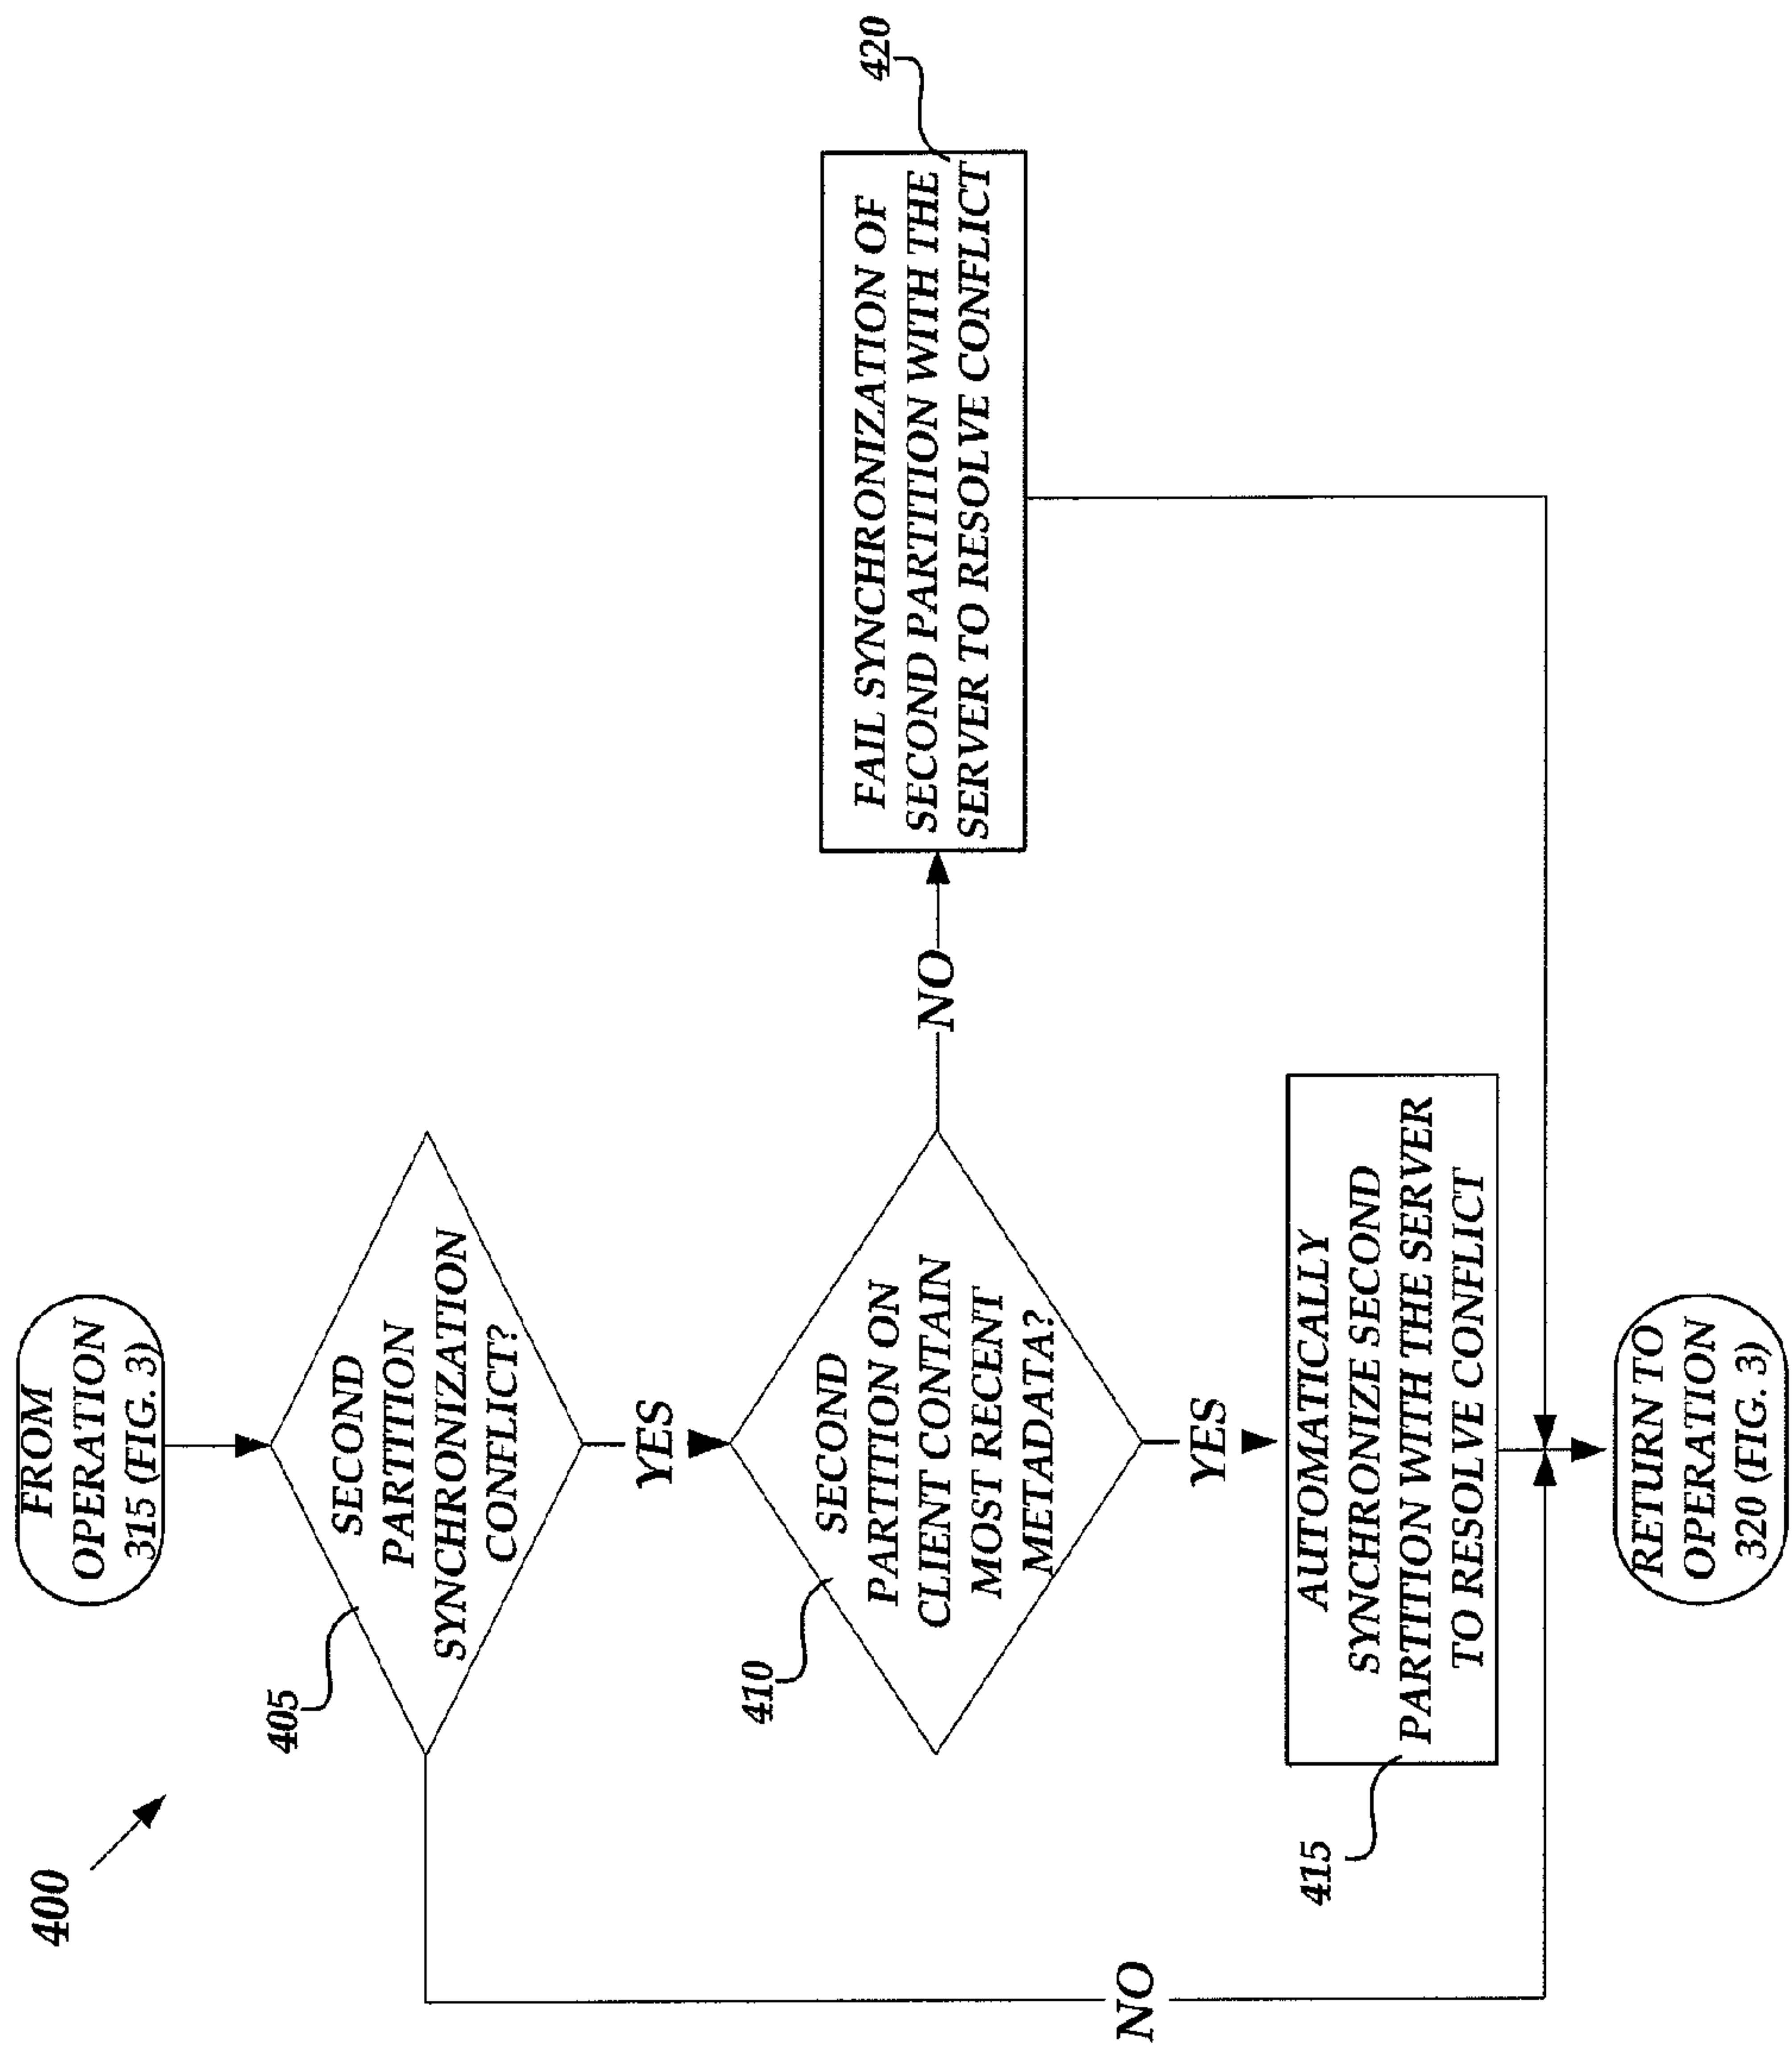 400
FROM
OPERATION
315 (FIG. 3)
405
SECOND
PARTITION
SYNCHRONIZATION
CONFLICT?
NO
YES
410
SECOND
PARTITION ON
CLIENT CONTAIN
MOST RECENT
METADATA?
NO
420
FAIL SYNCHRONIZATION OF
SECOND PARTITION WITH THE
SERVER TO RESOLVE CONFLICT
YES
415
AUTOMATICALLY
SYNCHRONIZE SECOND
PARTITION WITH THE SERVER
TO RESOLVE CONFLICT
RETURN TO
OPERATION
320 (FIG. 3)